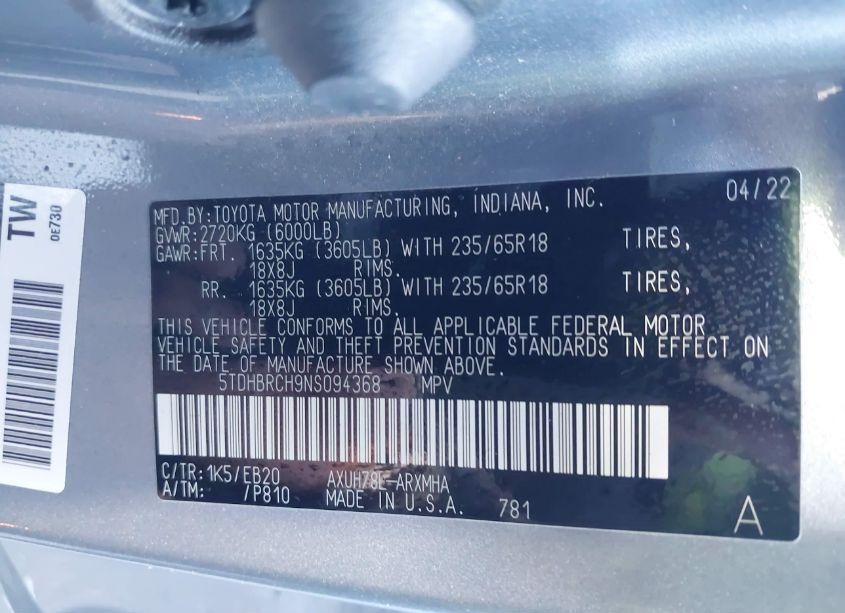 TW
0E730
MFD.BY:TOYOTA MOTOR MANUFACTURING, INDIANA, INC. 04/22
GVWR:2720KG (6000LB)
GAWR:FRT. 1635KG (3605LB) WITH 235/65R18 TIRES,
18X8J RIMS.
RR. 1635KG (3605LB) WITH 235/65R18 TIRES,
18X8J RIMS.
THIS VEHICLE CONFORMS TO ALL APPLICABLE FEDERAL MOTOR
VEHICLE SAFETY AND THEFT PREVENTION STANDARDS IN EFFECT ON
THE DATE OF MANUFACTURE SHOWN ABOVE.
5TDHBRCH9NS094368 MPV
C/TR:1K5/EB20 AXUH78L-ARXMHA
A/TM: /P810 MADE IN U.S.A. 781 A